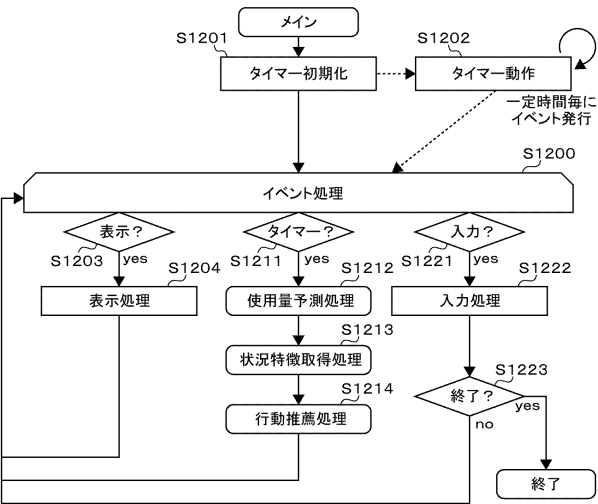 メイン
S1201
タイマー初期化
S1202
タイマー動作
一定時間毎に
イベント発行
S1200
イベント処理
表示？
S1203
yes
タイマー？
S1211
yes
入力？
S1221
yes
S1204
表示処理
S1212
使用量予測処理
S1222
入力処理
S1213
状況特徴取得処理
S1214
行動推薦処理
S1223
終了？
yes
no
終了